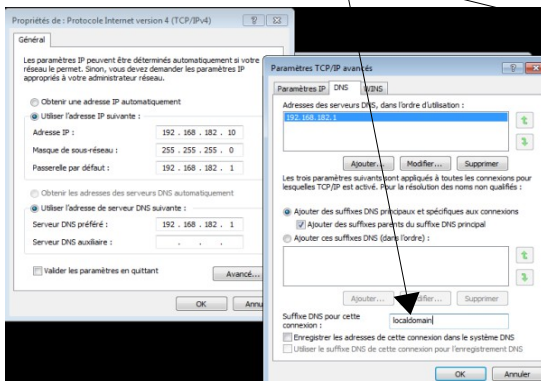 Propriétés de : Protocole Internet version 4 (TCP/IPv4)
Général
Les paramètres IP peuvent être déterminés automatiquement si votre
réseau le permet. Sinon, vous devez demander les paramètres IP
appropriés à votre administrateur réseau.
Obtenir une adresse IP automatiquement
Utiliser l'adresse IP suivante :
Adresse IP : 192 . 168 . 182 . 10
Masque de sous-réseau : 255 . 255 . 255 . 0
Passerelle par défaut : 192 . 168 . 182 . 1
Obtenir les adresses des serveurs DNS automatiquement
Utiliser l'adresse de serveur DNS suivante :
Serveur DNS préféré : 192 . 168 . 182 . 1
Serveur DNS auxiliaire : . . .
Valider les paramètres en quittant
Avancé...
OK
Annu
Paramètres TCP/IP avancés
Paramètres IP DNS WINS
Adresses des serveurs DNS, dans l'ordre d'utilisation :
192.168.182.1
Ajouter... Modifier... Supprimer
Les trois paramètres suivants sont appliqués à toutes les connexions pour
lesquelles TCP/IP est activé. Pour la résolution des noms non qualifiés :
Ajouter des suffixes DNS principaux et spécifiques aux connexions
Ajouter des suffixes parents du suffixe DNS principal
Ajouter ces suffixes DNS (dans l'ordre) :
Ajouter... Modifier... Supprimer
Suffixe DNS pour cette
connexion :
localdomain
Enregistrer les adresses de cette connexion dans le système DNS
Utiliser le suffixe DNS de cette connexion pour l'enregistrement DNS
OK Annuler